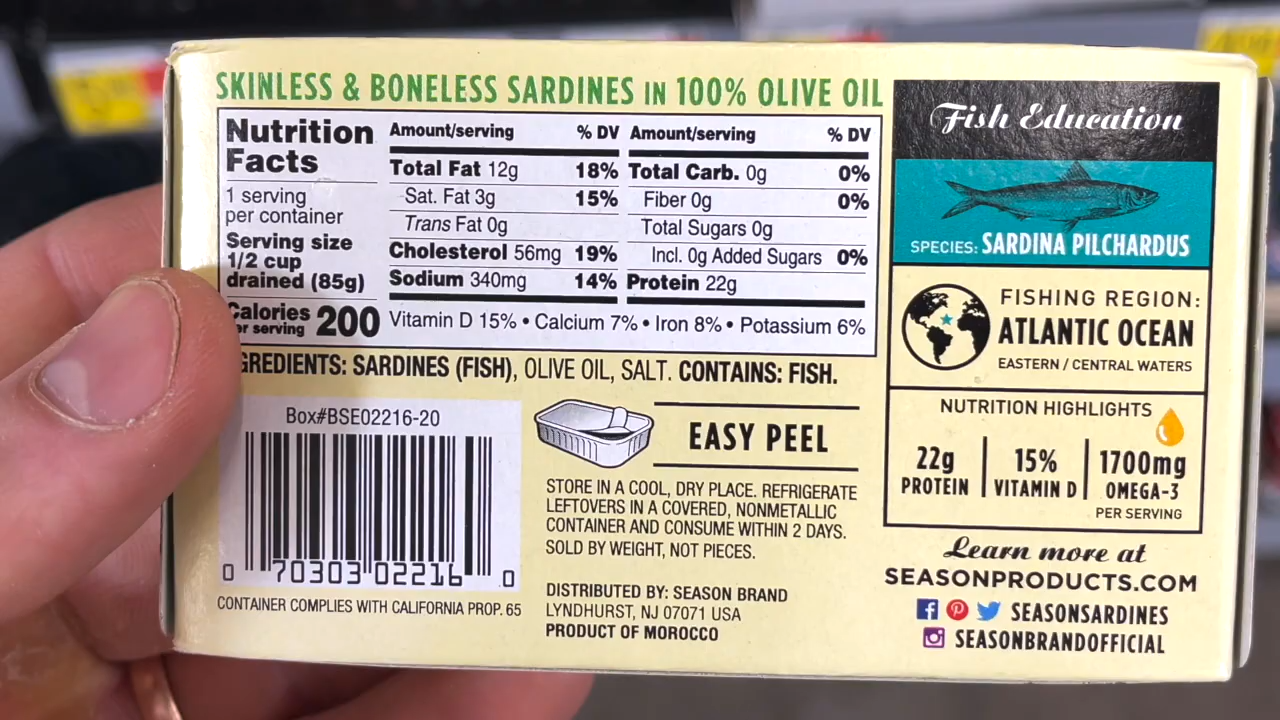 SKINLESS & BONELESS SARDINES IN 100% OLIVE OIL
Nutrition
Facts
1 serving
per container
Serving size
1/2 cup
drained (85g)
Calories
per serving 200
Amount/serving % DV
Total Fat 12g 18%
Sat. Fat 3g 15%
Trans Fat 0g
Cholesterol 56mg 19%
Sodium 340mg 14%
Amount/serving % DV
Total Carb. 0g 0%
Fiber 0g 0%
Total Sugars 0g
Incl. 0g Added Sugars 0%
Protein 22g
Vitamin D 15% • Calcium 7% • Iron 8% • Potassium 6%
GREDIENTS: SARDINES (FISH), OLIVE OIL, SALT. CONTAINS: FISH.
Box#BSE02216-20
0 70303 02216 0
CONTAINER COMPLIES WITH CALIFORNIA PROP. 65
EASY PEEL
STORE IN A COOL, DRY PLACE. REFRIGERATE
LEFTOVERS IN A COVERED, NONMETALLIC
CONTAINER AND CONSUME WITHIN 2 DAYS.
SOLD BY WEIGHT, NOT PIECES.
DISTRIBUTED BY: SEASON BRAND
LYNDHURST, NJ 07071 USA
PRODUCT OF MOROCCO
Fish Education
SPECIES: SARDINA PILCHARDUS
FISHING REGION:
ATLANTIC OCEAN
EASTERN / CENTRAL WATERS
NUTRITION HIGHLIGHTS
22g
PROTEIN
15%
VITAMIN D
1700mg
OMEGA-3
PER SERVING
Learn more at
SEASONPRODUCTS.COM
SEASONSARDINES
SEASONBRANDOFFICIAL